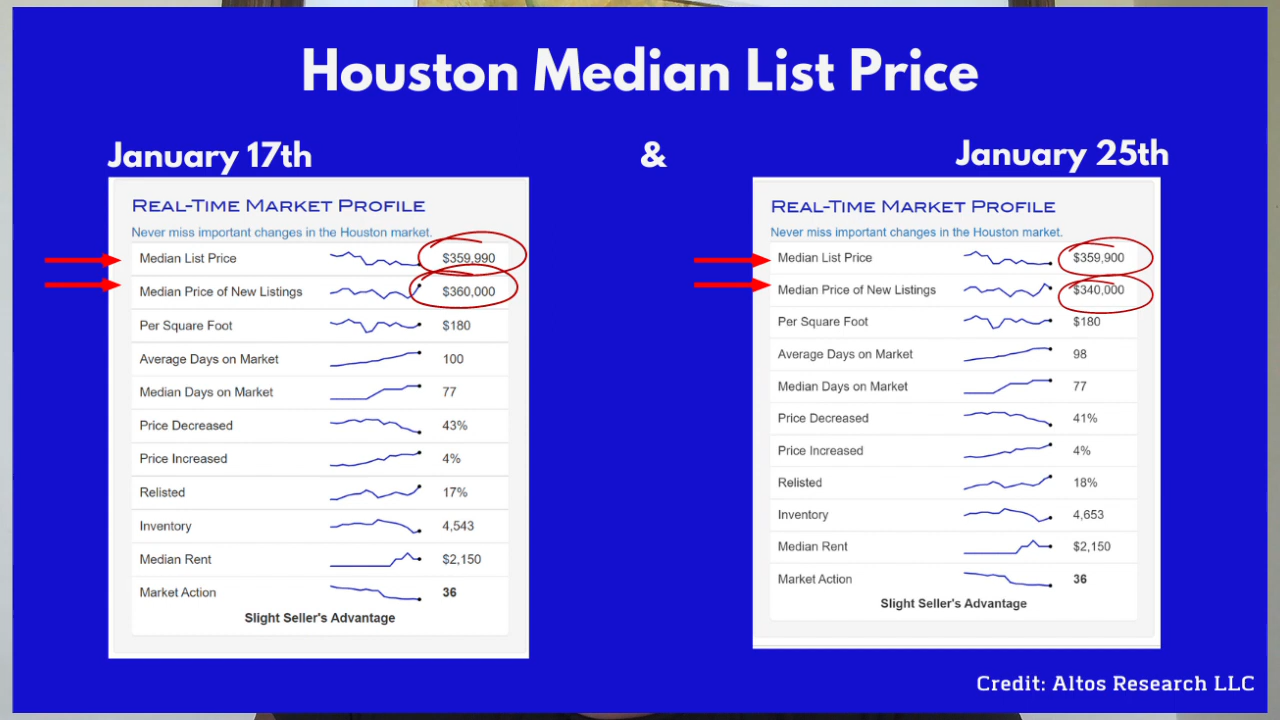 Houston Median List Price
January 17th
&
January 25th
Real-Time Market Profile
Never miss important changes in the Houston market.
Median List Price $359,990
Median Price of New Listings $360,000
Per Square Foot $180
Average Days on Market 100
Median Days on Market 77
Price Decreased 43%
Price Increased 4%
Relisted 17%
Inventory 4,543
Median Rent $2,150
Market Action 36
Slight Seller's Advantage
Real-Time Market Profile
Never miss important changes in the Houston market.
Median List Price $359,900
Median Price of New Listings $340,000
Per Square Foot $180
Average Days on Market 98
Median Days on Market 77
Price Decreased 41%
Price Increased 4%
Relisted 18%
Inventory 4,653
Median Rent $2,150
Market Action 36
Slight Seller's Advantage
Credit: Altos Research LLC